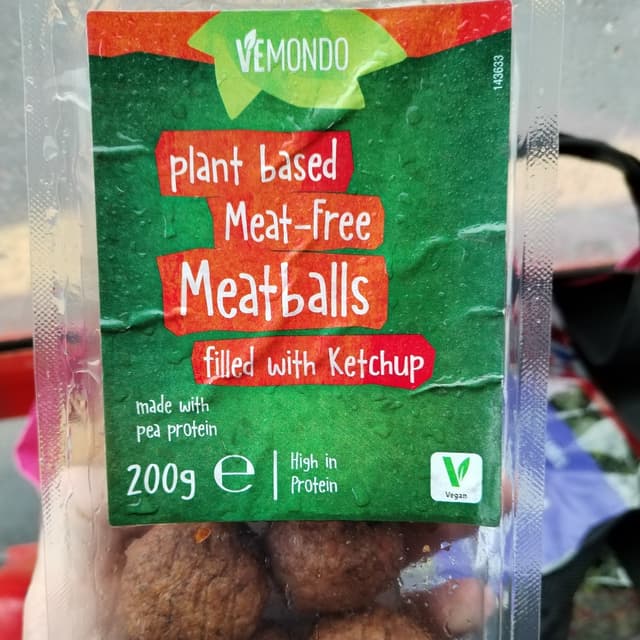 VEMONDO
143633
plant based
Meat-Free
Meatballs
filled with Ketchup
made with
pea protein
200g e
High in
Protein
Vegan